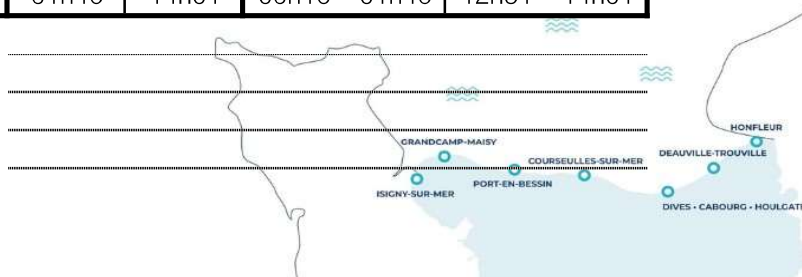 HONFLEUR
GRANDCAMP-MAISY
DEAUVILLE-TROUVILLE
COURSEULLES-SUR-MER
PORT-EN-BESSIN
ISIGNY-SUR-MER
DIVES • CABOURG • HOULGATE